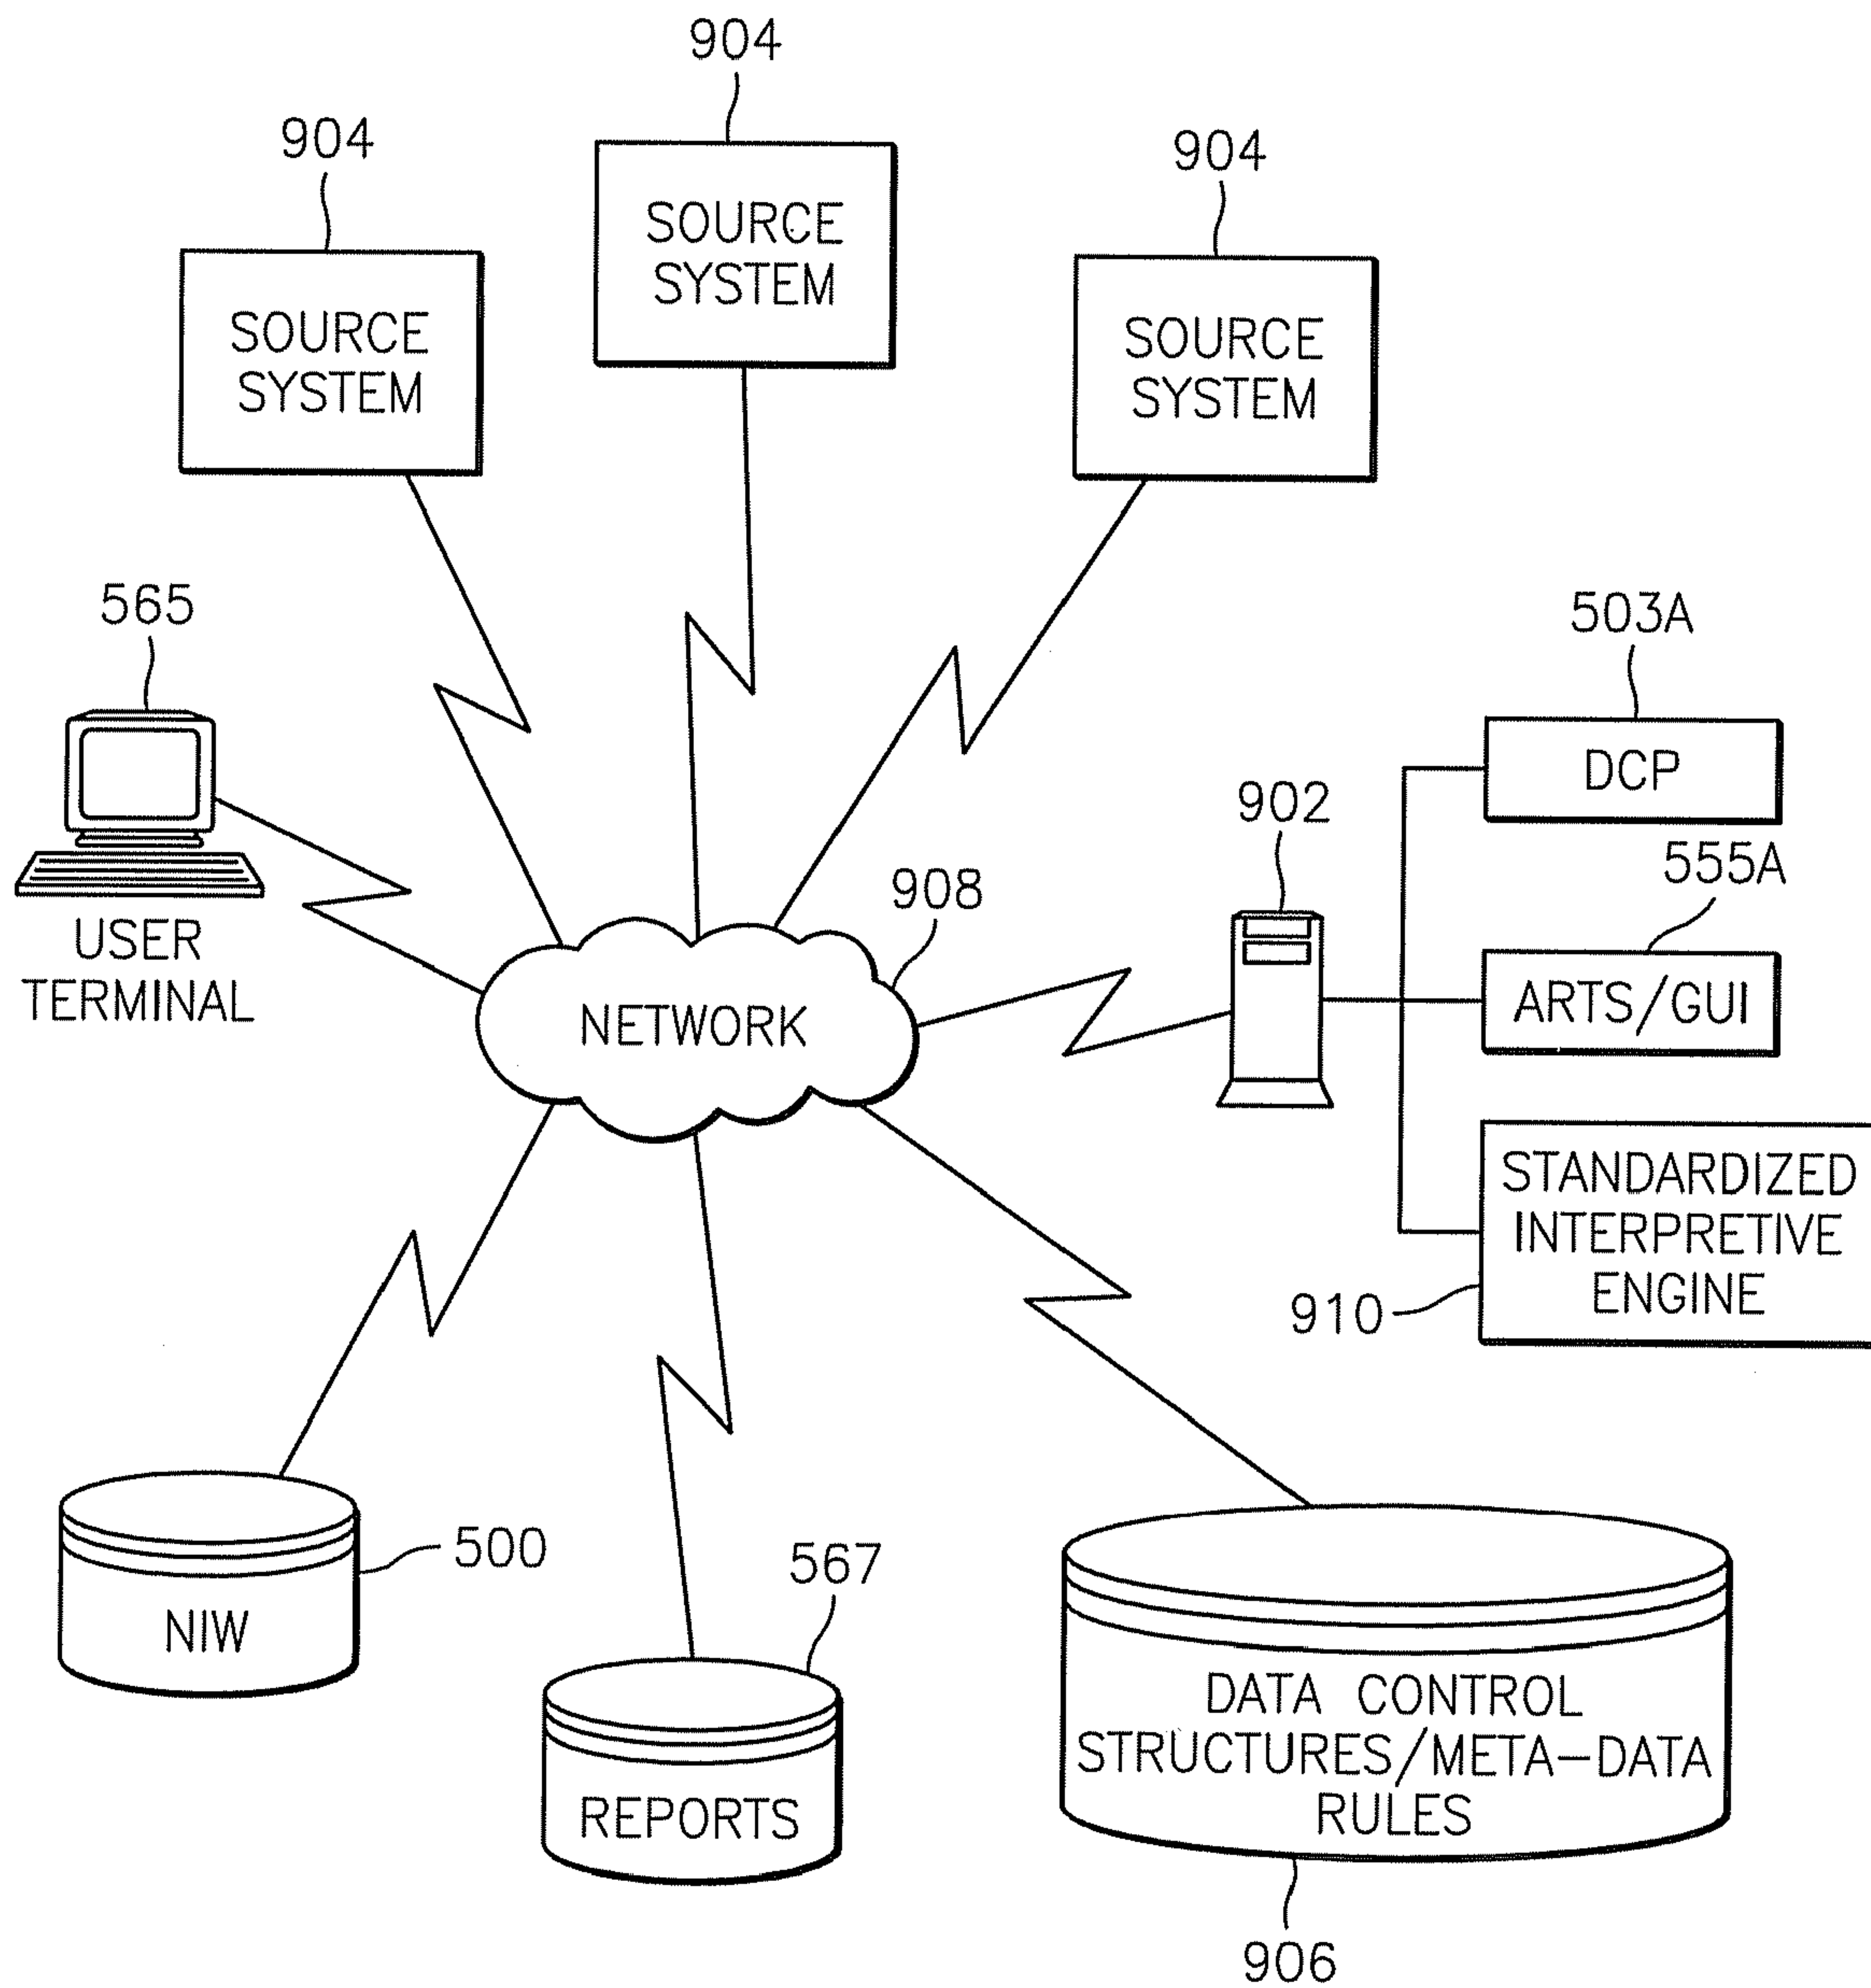 904
904
904
SOURCE
SYSTEM
SOURCE
SYSTEM
SOURCE
SYSTEM
565
USER
TERMINAL
503A
DCP
902
555A
ARTS/GUI
908
NETWORK
STANDARDIZED
INTERPRETIVE
ENGINE
910
500
NIW
567
REPORTS
DATA CONTROL
STRUCTURES/META-DATA
RULES
906